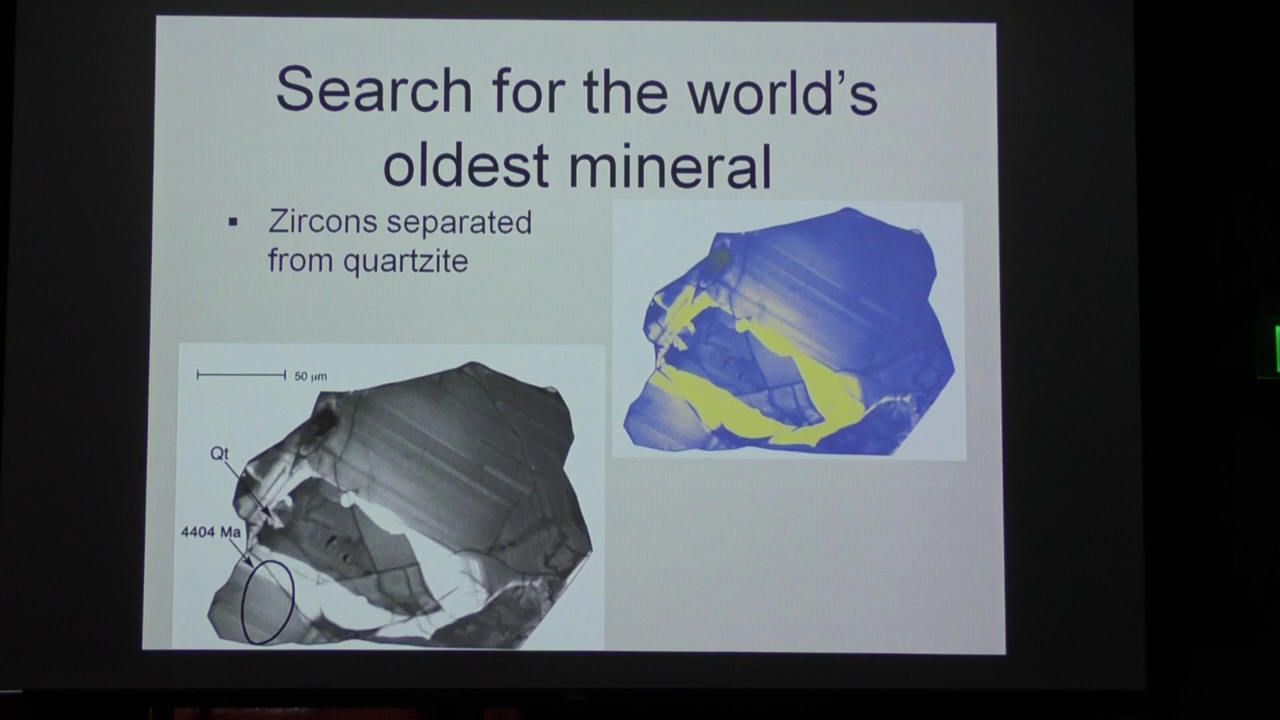 Search for the world's
oldest mineral
▪ Zircons separated
from quartzite
50 µm
Qt
4404 Ma